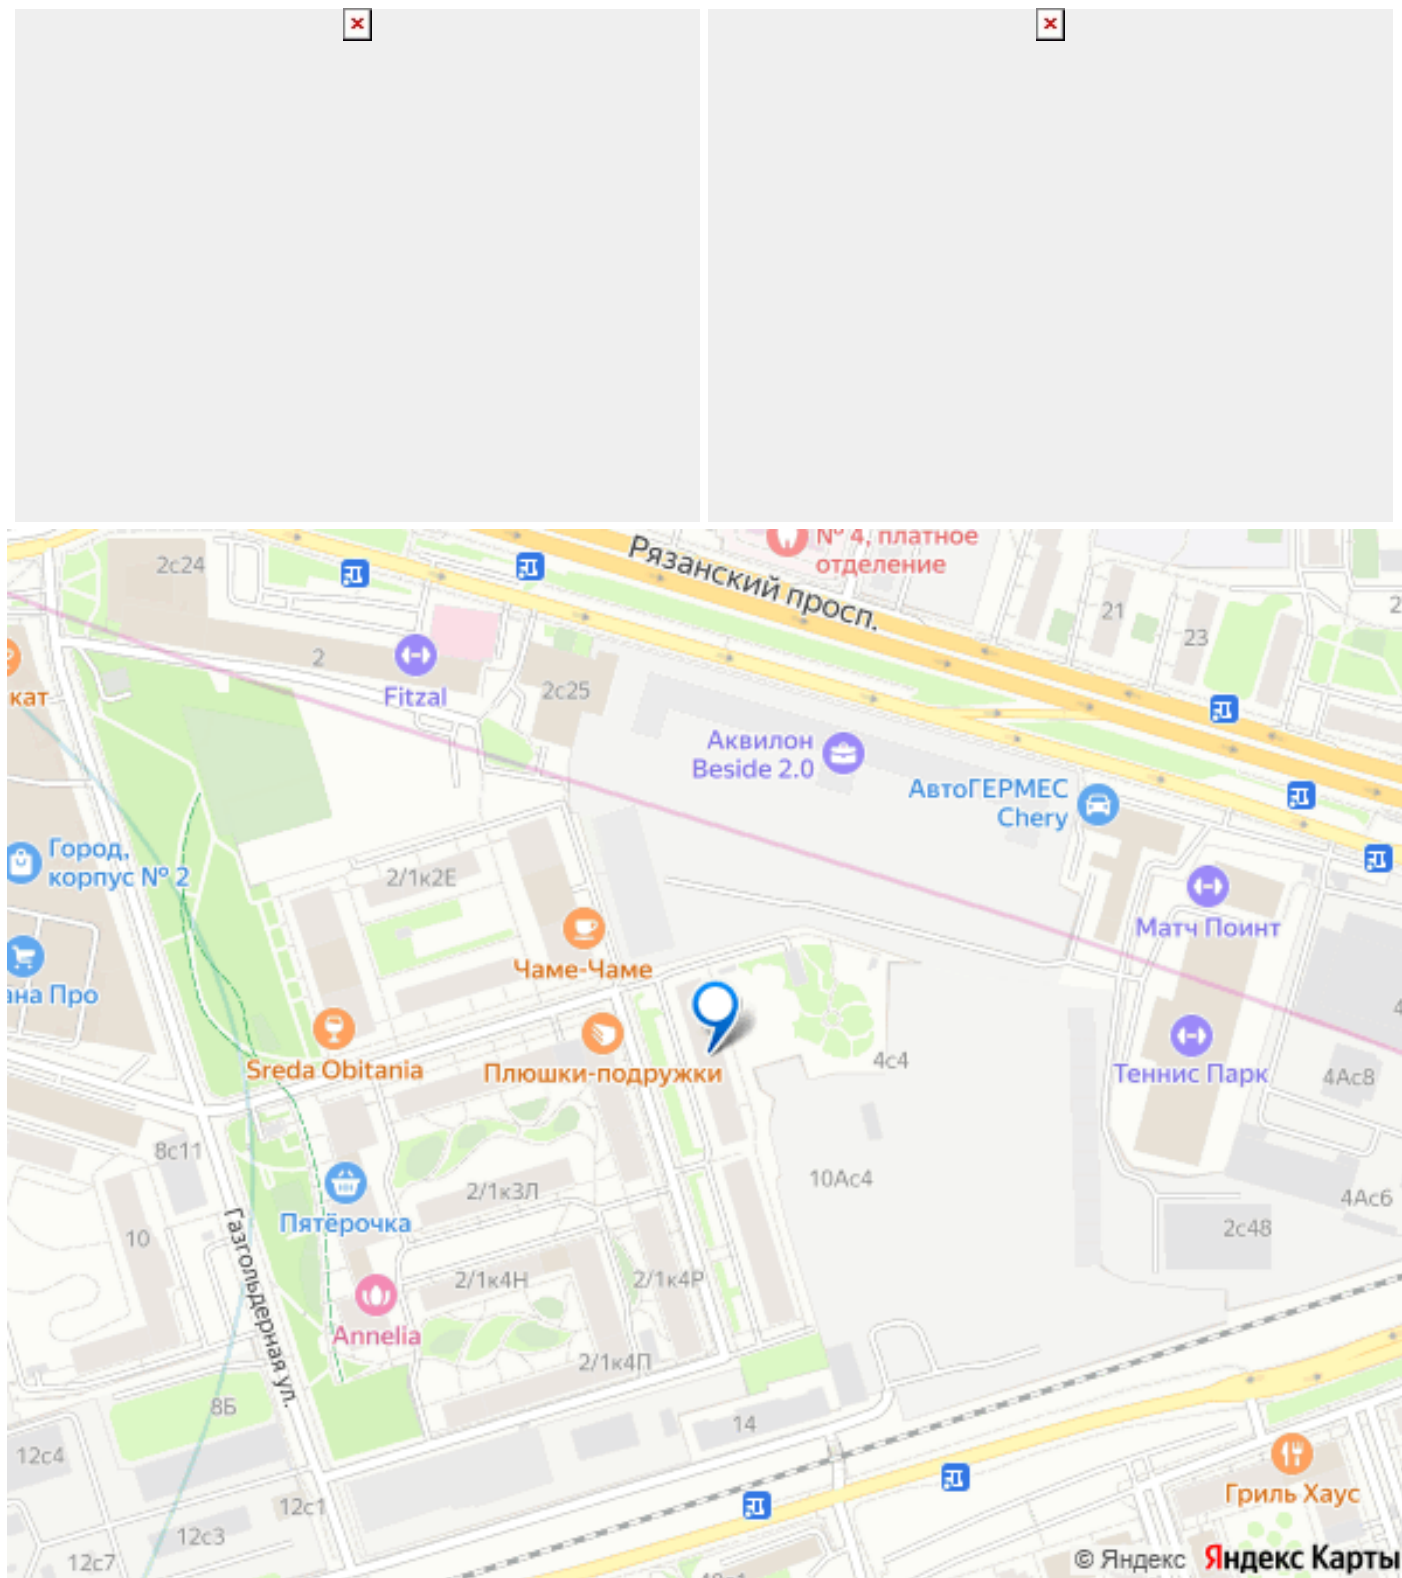 № 4, платное
отделение
Рязанский просп.
2с24
21
23
2
Fitzal
2с25
кат
Аквилон
Beside 2.0
АвтоГЕРМЕС
Chery
Город,
корпус № 2
2/1к2Е
Матч Поинт
Чаме-Чаме
ана Про
Sreda Obitania
Плюшки-подружки
4с4
Теннис Парк
4Ас8
8с11
2/1к3Л
10Ас4
4Ас6
Пятёрочка
10
2с48
Газгольдерная ул.
2/1к4Н
2/1к4Р
Annelia
2/1к4П
8Б
14
12с4
Гриль Хаус
12с1
12с3
12с7
© Яндекс
Яндекс Карты